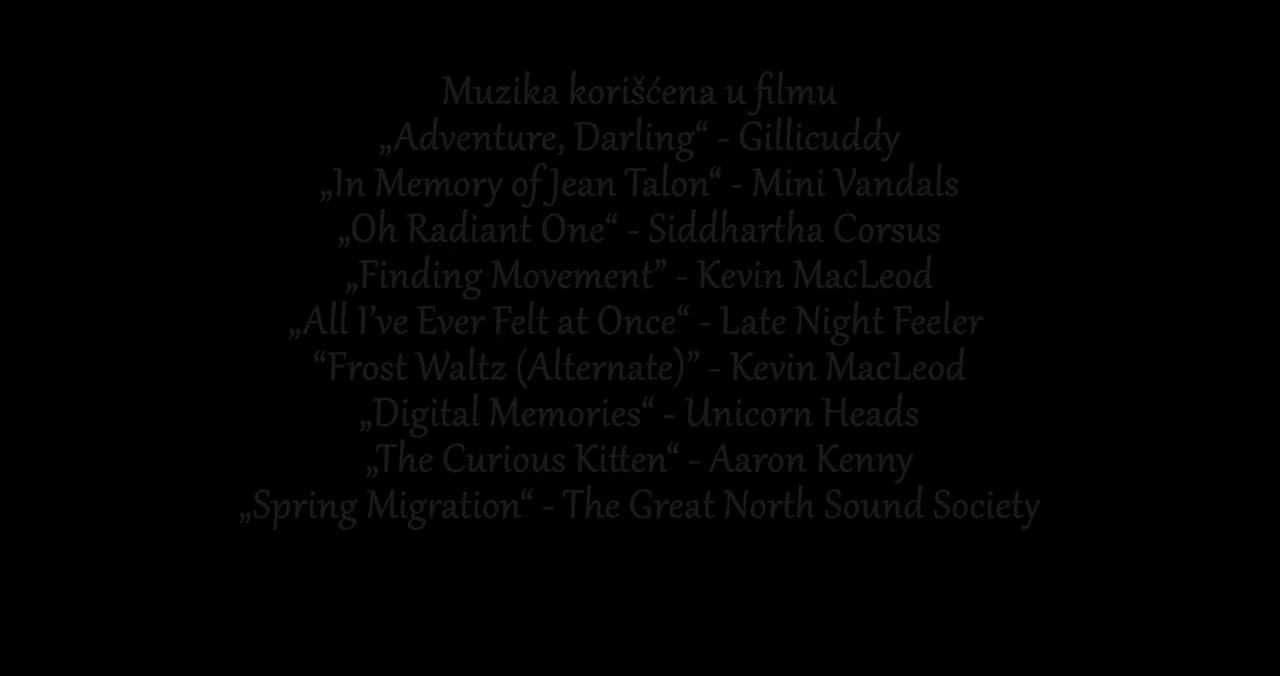 Muzika korišćena u filmu
„Adventure, Darling“ - Gillicuddy
„In Memory of Jean Talon“ - Mini Vandals
„Oh Radiant One“ - Siddhartha Corsus
„Finding Movement” - Kevin MacLeod
„All I’ve Ever Felt at Once“ - Late Night Feeler
“Frost Waltz (Alternate)” - Kevin MacLeod
„Digital Memories“ - Unicorn Heads
„The Curious Kitten“ - Aaron Kenny
„Spring Migration“ - The Great North Sound Society